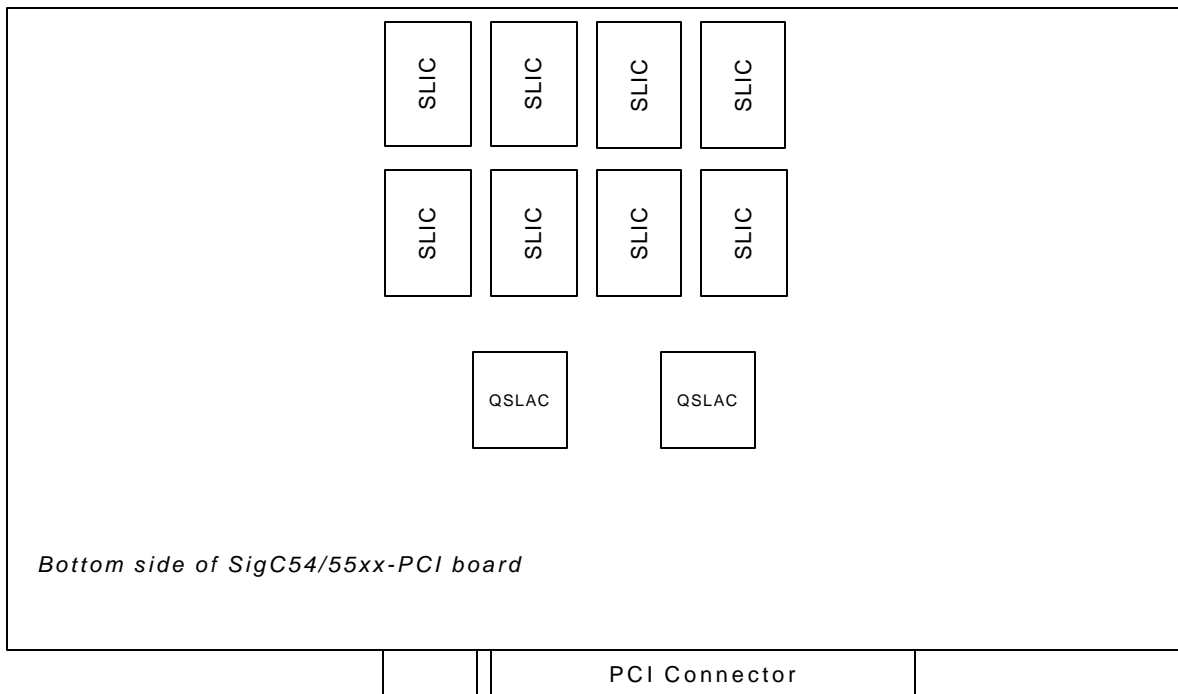 SLIC SLIC SLIC SLIC
SLIC SLIC SLIC SLIC
QSLAC QSLAC
Bottom side of SigC54/55xx-PCI board
PCI Connector